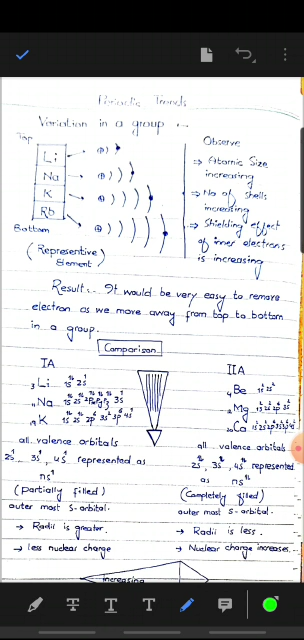 Periodic Trends
Variation in a group :-
Top
Li
Na
K
Rb
Bottom
(Representive)
Element
Observe
→ Atomic Size
increasing
→ No of shells
increasing
→ Shielding effect
of inner electrons
is increasing
Result:- It would be very easy to remove
electron as we move away from top to bottom
in a group.
Comparison
IA
₃Li 1s² 2s¹
₁₁Na 3s¹
₁₉K 4s¹
all valence orbitals
2s¹ 3s¹, 4s¹ represented as
ns¹
(Partially filled)
outer most s-orbital.
→ Radii is greater.
→ less nuclear charge
IIA
₄Be 1s² 2s²
₁₂Mg
₂₀Ca
all valence orbitals
2s², 3s², 4s² represented
as ns²
(Completely filled)
outer most s-orbital.
→ Radii is less.
→ Nuclear charge increases.
increasing
T T T